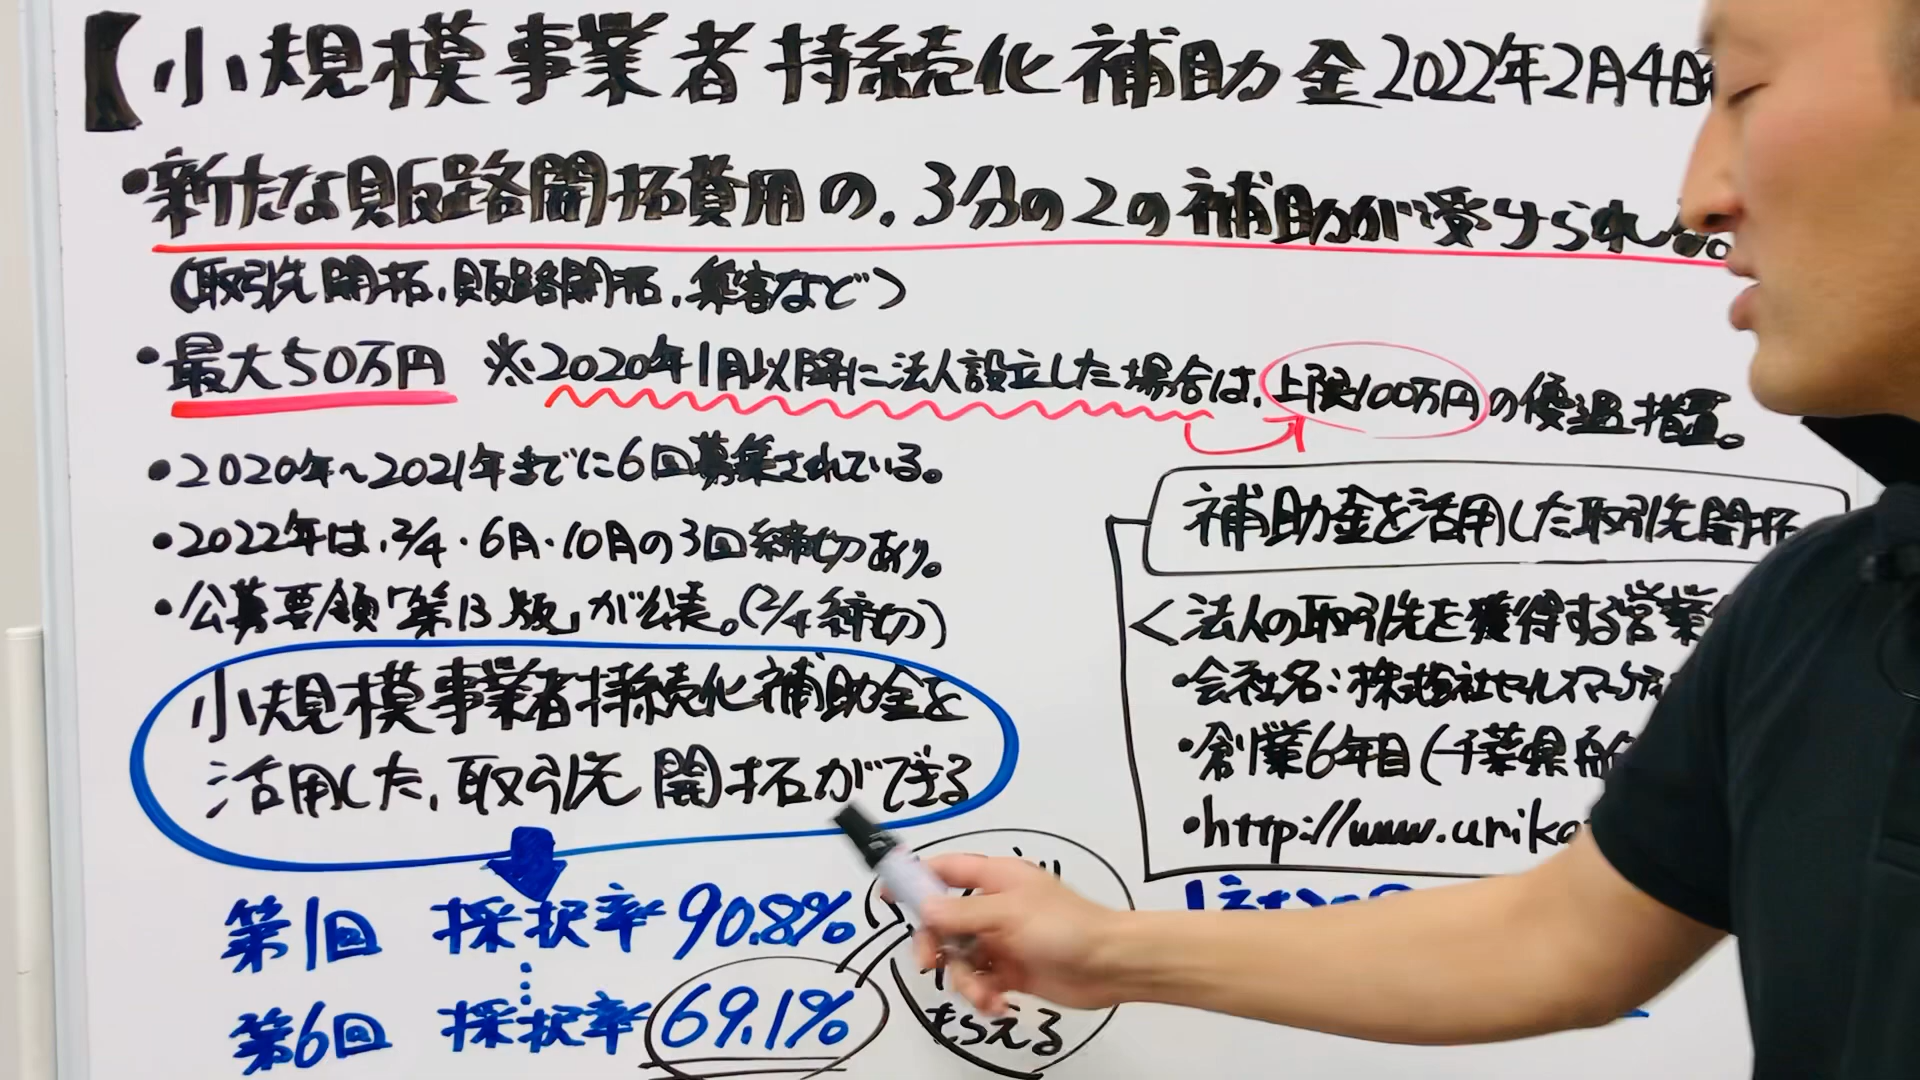 【小規模事業者持続化補助金2022年2月4日
・新たな販路開拓費用の、3分の2の補助が受けられる。
(取引先開拓、販路開拓、集客など)
・最大50万円 ※2020年1月以降に法人設立した場合は、上限100万円の優遇措置。
・2020年～2021年までに6回募集されている。
・2022年は、2/4・6月・10月の3回締切あり。
・公募要領「第13版」が公表。(2/4締切)
小規模事業者持続化補助金を
活用した、取引先開拓ができる
第1回 採択率90.8%
第6回 採択率69.1%
もらえる
補助金を活用した取引先開拓
<法人の取引先を獲得する営業
・会社名:株式会社セールスマーケティ
・創業6年目(千葉県船
・http://www.urika